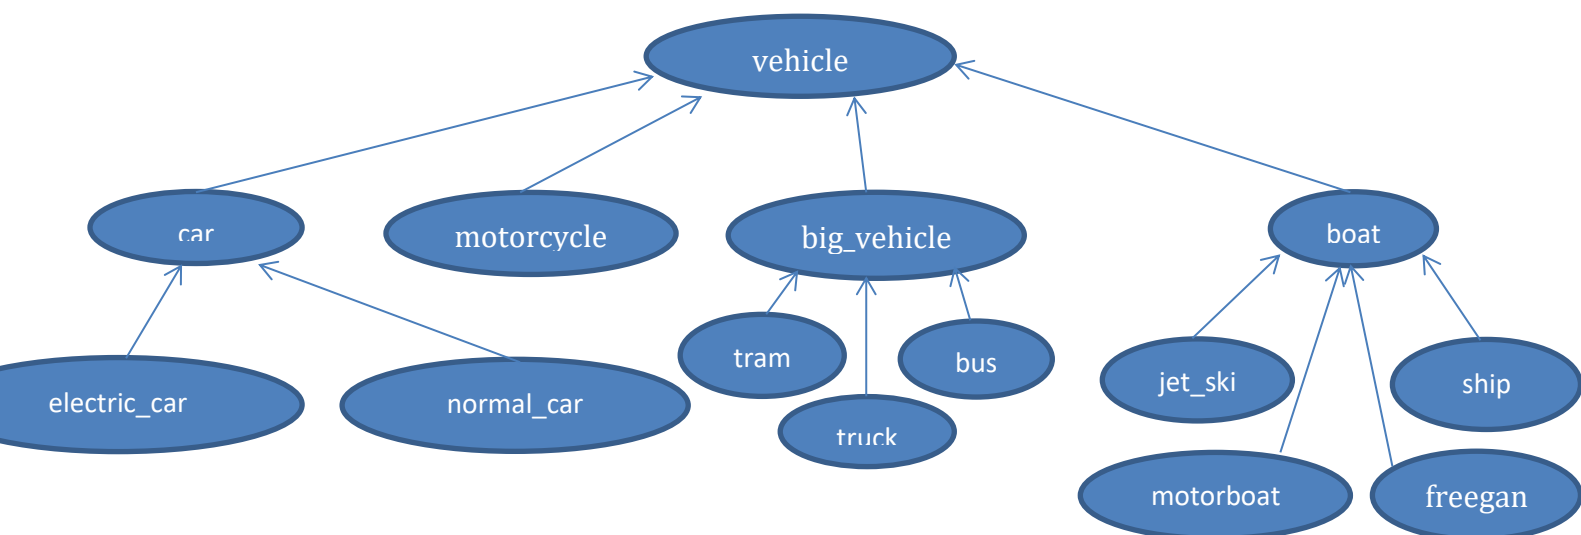 vehicle
car
motorcycle
big_vehicle
boat
tram
bus
jet_ski
ship
electric_car
normal_car
truck
motorboat
freegan